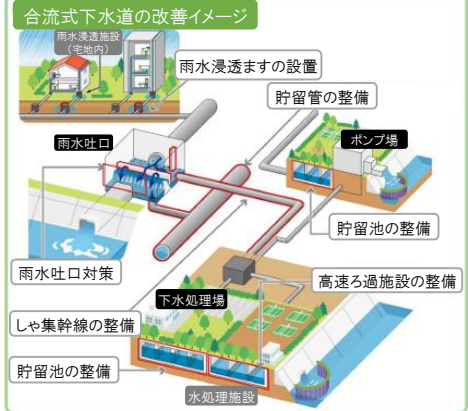 合流式下水道の改善イメージ
雨水浸透施設
（宅地内）
雨水浸透ますの設置
貯留管の整備
雨水吐口
ポンプ場
貯留池の整備
雨水吐口対策
高速ろ過施設の整備
下水処理場
しゃ集幹線の整備
貯留池の整備
水処理施設